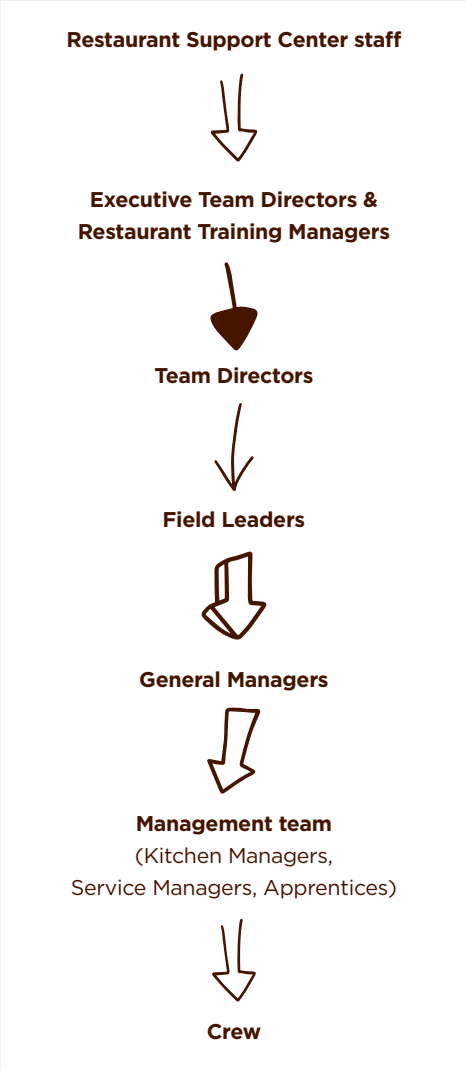 Restaurant Support Center staff
Executive Team Directors &
Restaurant Training Managers
Team Directors
Field Leaders
General Managers
Management team
(Kitchen Managers,
Service Managers, Apprentices)
Crew